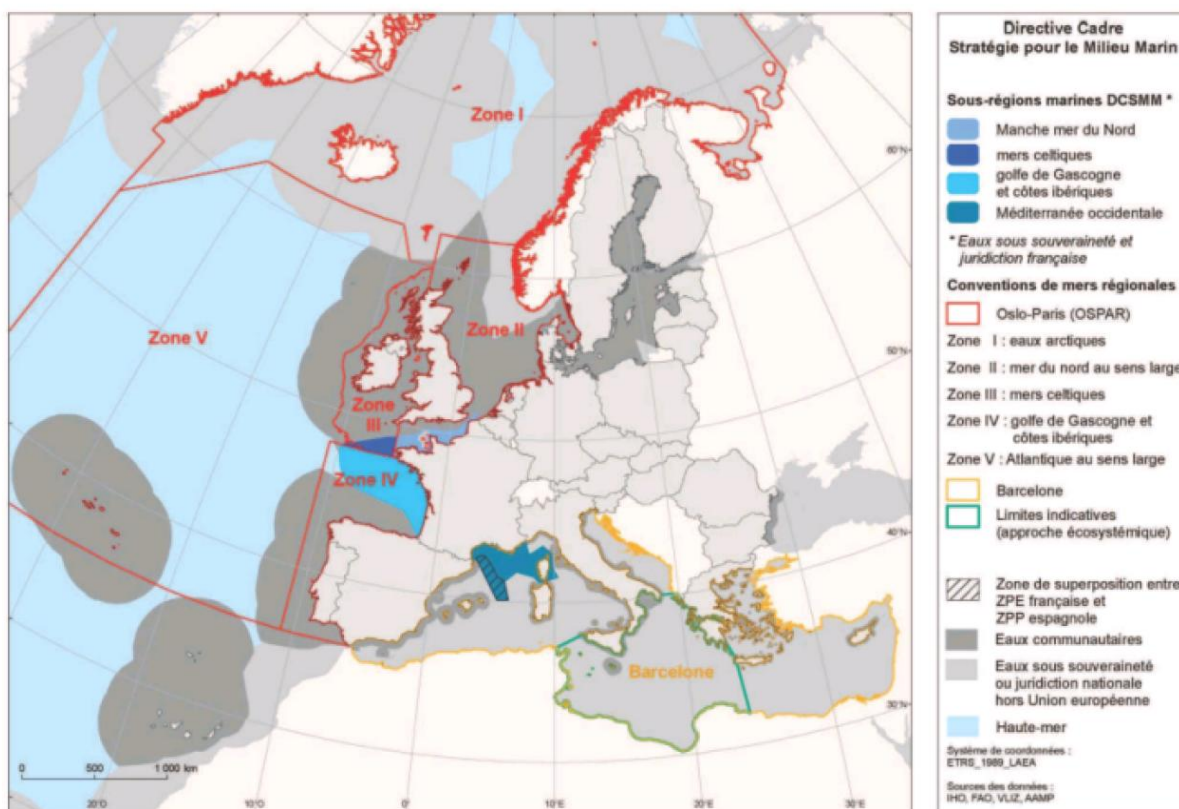 Zone I
Zone V
Zone II
Zone
III
Zone IV
Barcelone
60°N
50°N
40°N
30°N
0 500 1 000 km
20°O
10°O
0°
10°E
20°E
30°E
Directive Cadre
Stratégie pour le Milieu Marin
Sous-régions marines DCSMM *
Manche mer du Nord
mers celtiques
golfe de Gascogne
et côtes ibériques
Méditerranée occidentale
* Eaux sous souveraineté et
juridiction française
Conventions de mers régionales
Oslo-Paris (OSPAR)
Zone I : eaux arctiques
Zone II : mer du nord au sens large
Zone III : mers celtiques
Zone IV : golfe de Gascogne et
côtes ibériques
Zone V : Atlantique au sens large
Barcelone
Limites indicatives
(approche écosystémique)
Zone de superposition entre
ZPE française et
ZPP espagnole
Eaux communautaires
Eaux sous souveraineté
ou juridiction nationale
hors Union européenne
Haute-mer
Système de coordonnées :
ETRS_1989_LAEA
Sources des données :
IHO, FAO, VLIZ, AAMP